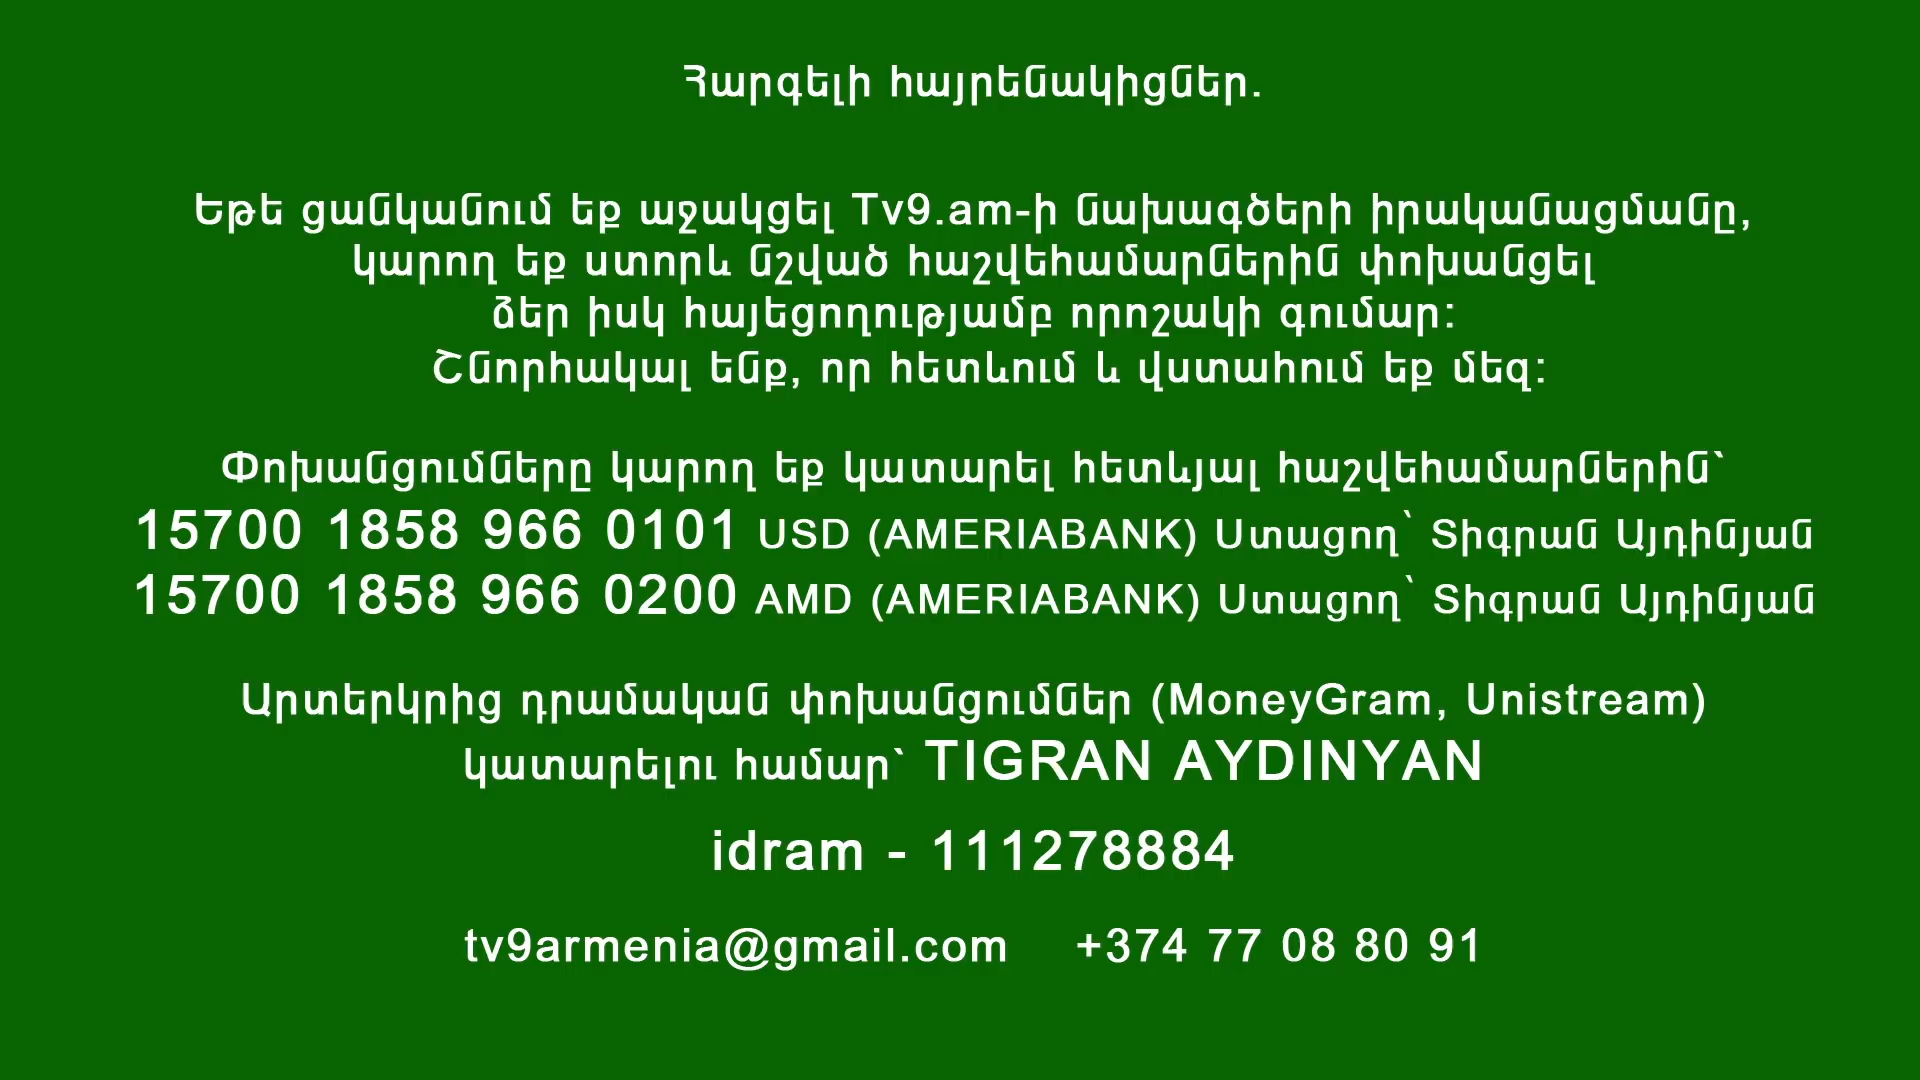 Հարգելի հայրենակիցներ.
Եթե ցանկանում եք աջակցել Tv9.am-ի նախագծերի իրականացմանը,
կարող եք ստորև նշված հաշվեհամարներին փոխանցել
ձեր իսկ հայեցողությամբ որոշակի գումար:
Շնորհակալ ենք, որ հետևում և վստահում եք մեզ:
Փոխանցումները կարող եք կատարել հետևյալ հաշվեհամարներին`
15700 1858 966 0101 USD (AMERIABANK) Ստացող` Տիգրան Այդինյան
15700 1858 966 0200 AMD (AMERIABANK) Ստացող` Տիգրան Այդինյան
Արտերկրից դրամական փոխանցումներ (MoneyGram, Unistream)
կատարելու համար` TIGRAN AYDINYAN
idram - 111278884
tv9armenia@gmail.com +374 77 08 80 91